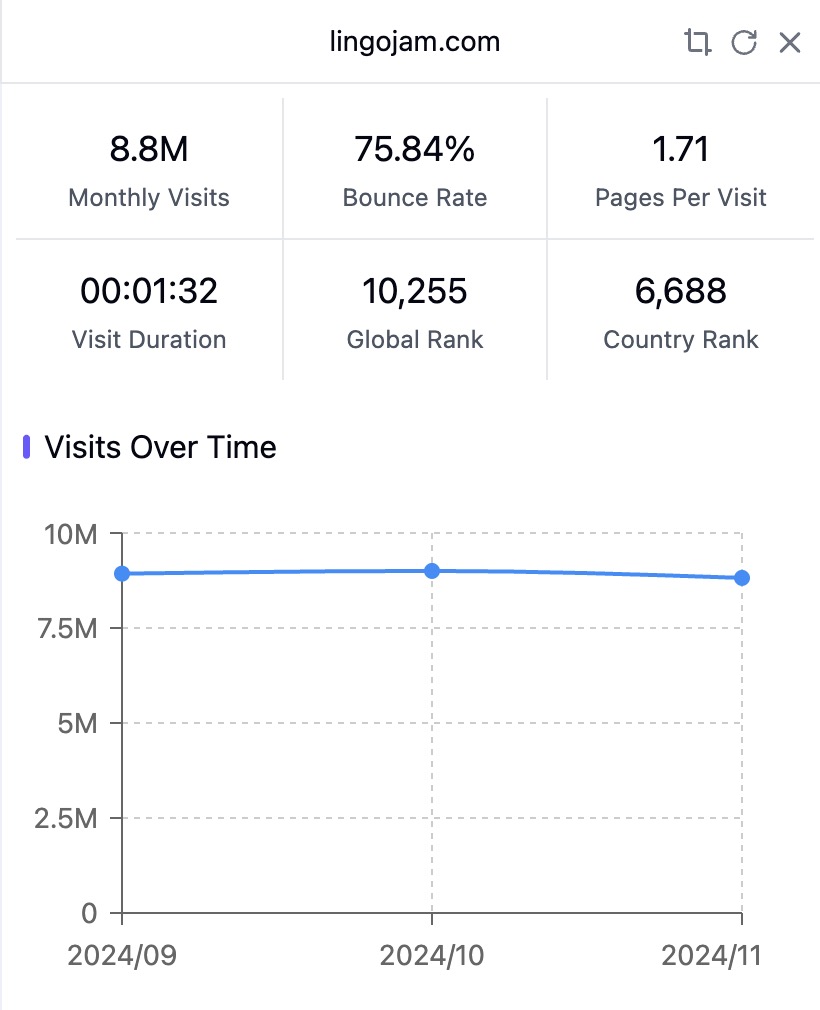 lingojam.com
8.8M
Monthly Visits
75.84%
Bounce Rate
1.71
Pages Per Visit
00:01:32
Visit Duration
10,255
Global Rank
6,688
Country Rank
Visits Over Time
10M
7.5M
5M
2.5M
0
2024/09
2024/10
2024/11